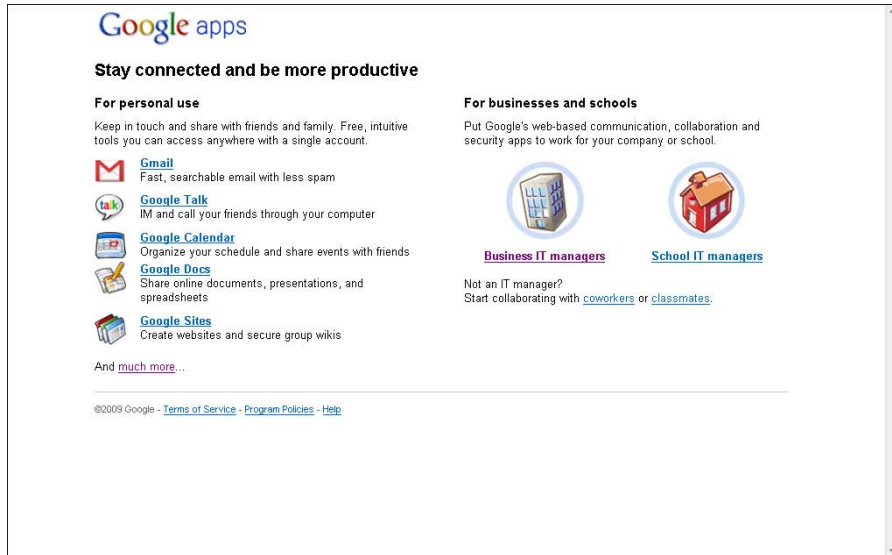 Google apps
Stay connected and be more productive
For personal use
Keep in touch and share with friends and family. Free, intuitive
tools you can access anywhere with a single account.
Gmail
Fast, searchable email with less spam
talk
Google Talk
IM and call your friends through your computer
Google Calendar
Organize your schedule and share events with friends
Google Docs
Share online documents, presentations, and
spreadsheets
Google Sites
Create websites and secure group wikis
And much more...
For businesses and schools
Put Google's web-based communication, collaboration and
security apps to work for your company or school.
Business IT managers
School IT managers
Not an IT manager?
Start collaborating with coworkers or classmates.
©2009 Google - Terms of Service - Program Policies - Help